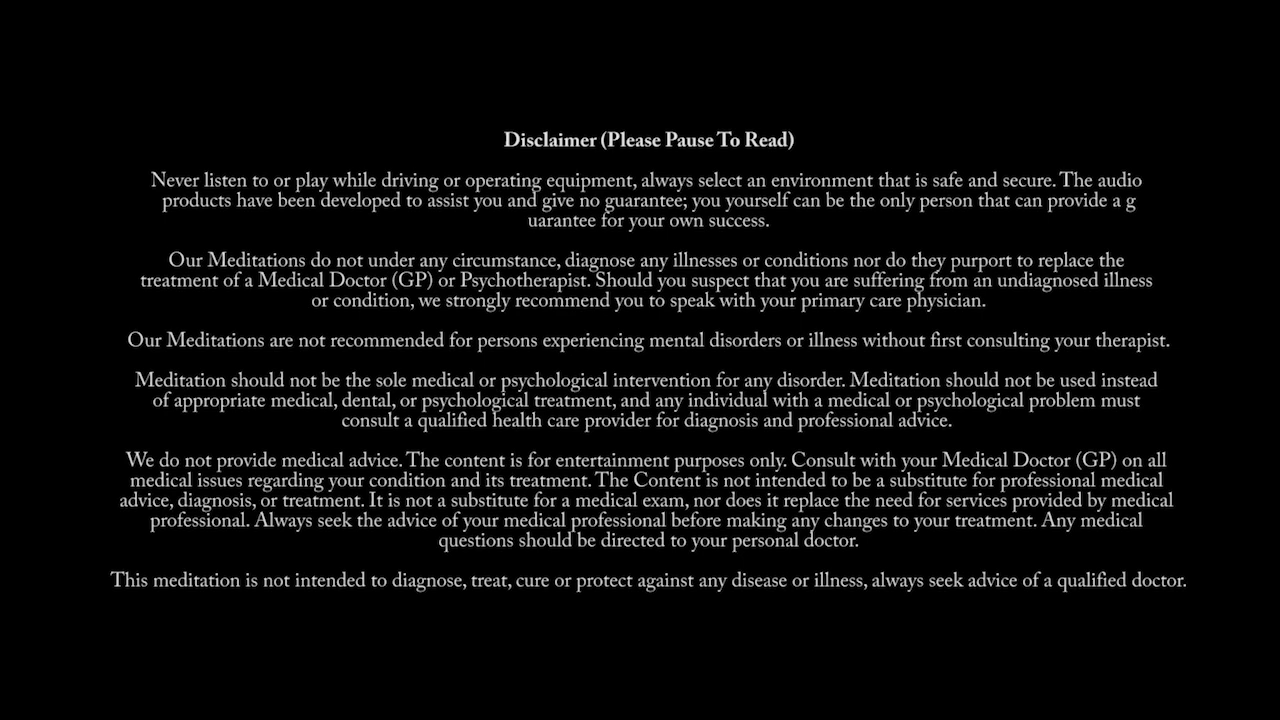 Disclaimer (Please Pause To Read)
Never listen to or play while driving or operating equipment, always select an environment that is safe and secure. The audio
products have been developed to assist you and give no guarantee; you yourself can be the only person that can provide a g
uarantee for your own success.
Our Meditations do not under any circumstance, diagnose any illnesses or conditions nor do they purport to replace the
treatment of a Medical Doctor (GP) or Psychotherapist. Should you suspect that you are suffering from an undiagnosed illness
or condition, we strongly recommend you to speak with your primary care physician.
Our Meditations are not recommended for persons experiencing mental disorders or illness without first consulting your therapist.
Meditation should not be the sole medical or psychological intervention for any disorder. Meditation should not be used instead
of appropriate medical, dental, or psychological treatment, and any individual with a medical or psychological problem must
consult a qualified health care provider for diagnosis and professional advice.
We do not provide medical advice. The content is for entertainment purposes only. Consult with your Medical Doctor (GP) on all
medical issues regarding your condition and its treatment. The Content is not intended to be a substitute for professional medical
advice, diagnosis, or treatment. It is not a substitute for a medical exam, nor does it replace the need for services provided by medical
professional. Always seek the advice of your medical professional before making any changes to your treatment. Any medical
questions should be directed to your personal doctor.
This meditation is not intended to diagnose, treat, cure or protect against any disease or illness, always seek advice of a qualified doctor.